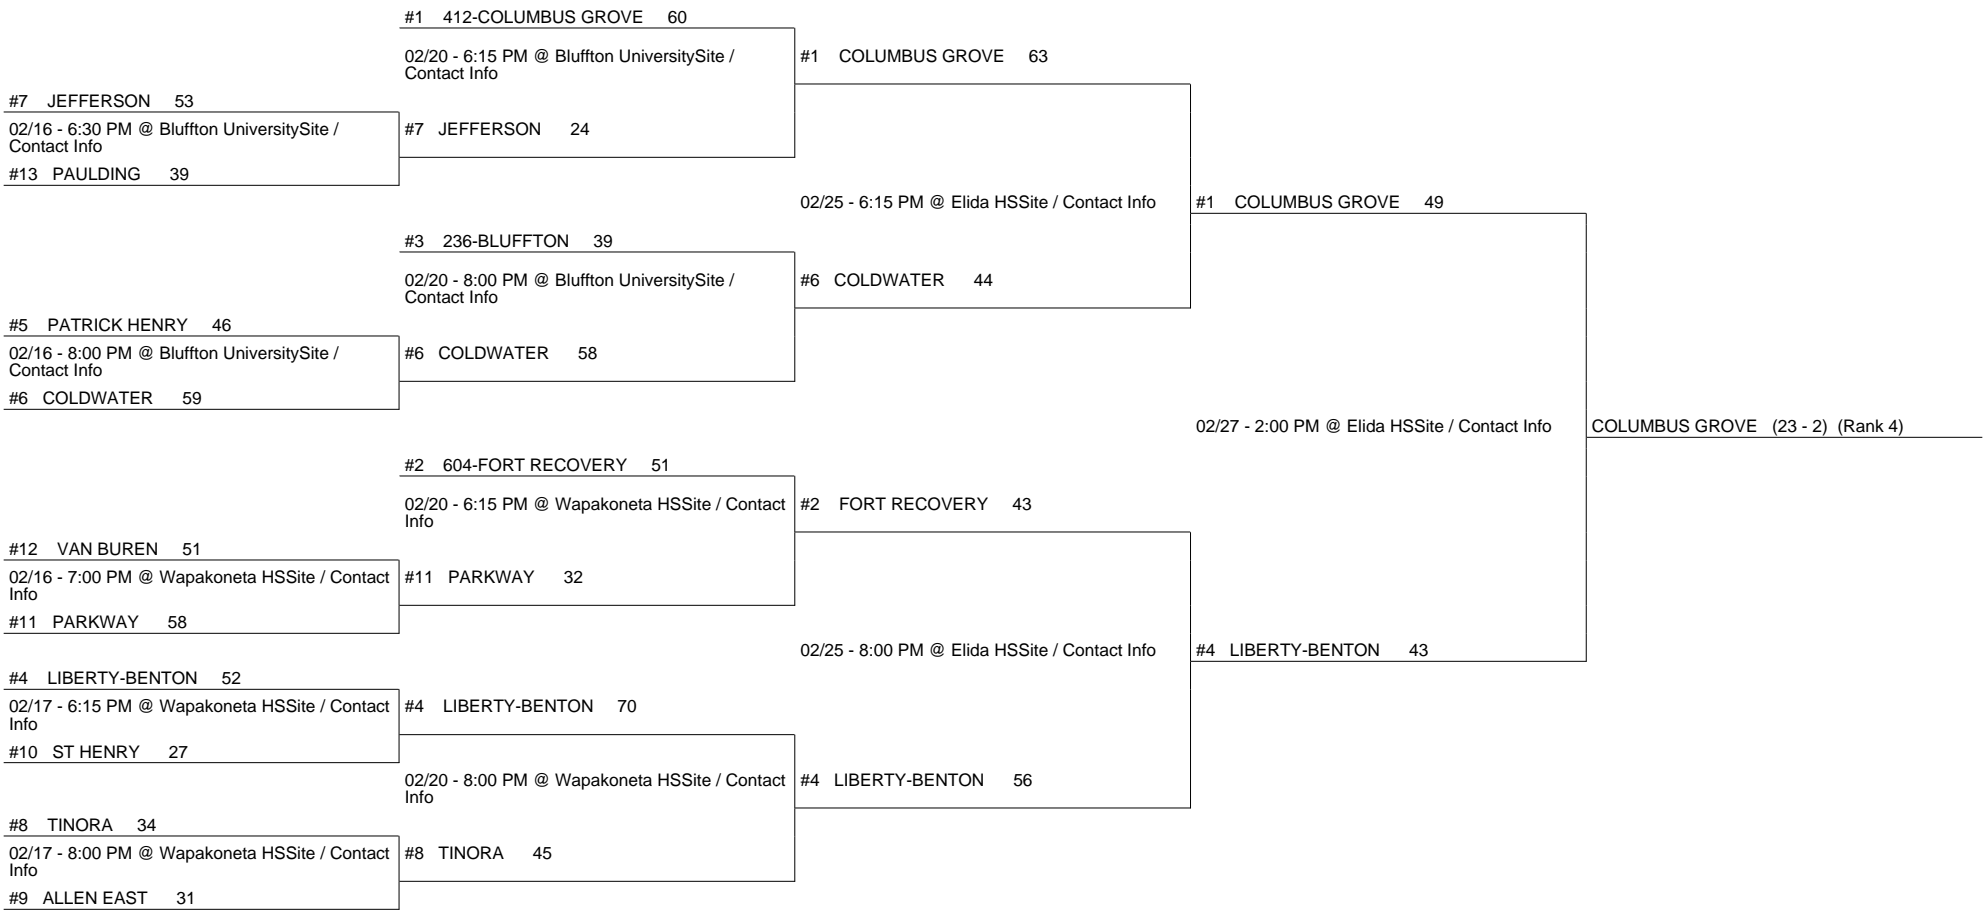 #1 412-COLUMBUS GROVE 60
02/20 - 6:15 PM @ Bluffton UniversitySite /
Contact Info
#1 COLUMBUS GROVE 63
#7 JEFFERSON 53
02/16 - 6:30 PM @ Bluffton UniversitySite /
Contact Info
#7 JEFFERSON 24
#13 PAULDING 39
02/25 - 6:15 PM @ Elida HSSite / Contact Info
#1 COLUMBUS GROVE 49
#3 236-BLUFFTON 39
02/20 - 8:00 PM @ Bluffton UniversitySite /
Contact Info
#6 COLDWATER 44
#5 PATRICK HENRY 46
02/16 - 8:00 PM @ Bluffton UniversitySite /
Contact Info
#6 COLDWATER 58
#6 COLDWATER 59
02/27 - 2:00 PM @ Elida HSSite / Contact Info
COLUMBUS GROVE (23 - 2) (Rank 4)
#2 604-FORT RECOVERY 51
02/20 - 6:15 PM @ Wapakoneta HSSite / Contact
Info
#2 FORT RECOVERY 43
#12 VAN BUREN 51
02/16 - 7:00 PM @ Wapakoneta HSSite / Contact
Info
#11 PARKWAY 32
#11 PARKWAY 58
02/25 - 8:00 PM @ Elida HSSite / Contact Info
#4 LIBERTY-BENTON 43
#4 LIBERTY-BENTON 52
02/17 - 6:15 PM @ Wapakoneta HSSite / Contact
Info
#4 LIBERTY-BENTON 70
#10 ST HENRY 27
02/20 - 8:00 PM @ Wapakoneta HSSite / Contact
Info
#4 LIBERTY-BENTON 56
#8 TINORA 34
02/17 - 8:00 PM @ Wapakoneta HSSite / Contact
Info
#8 TINORA 45
#9 ALLEN EAST 31